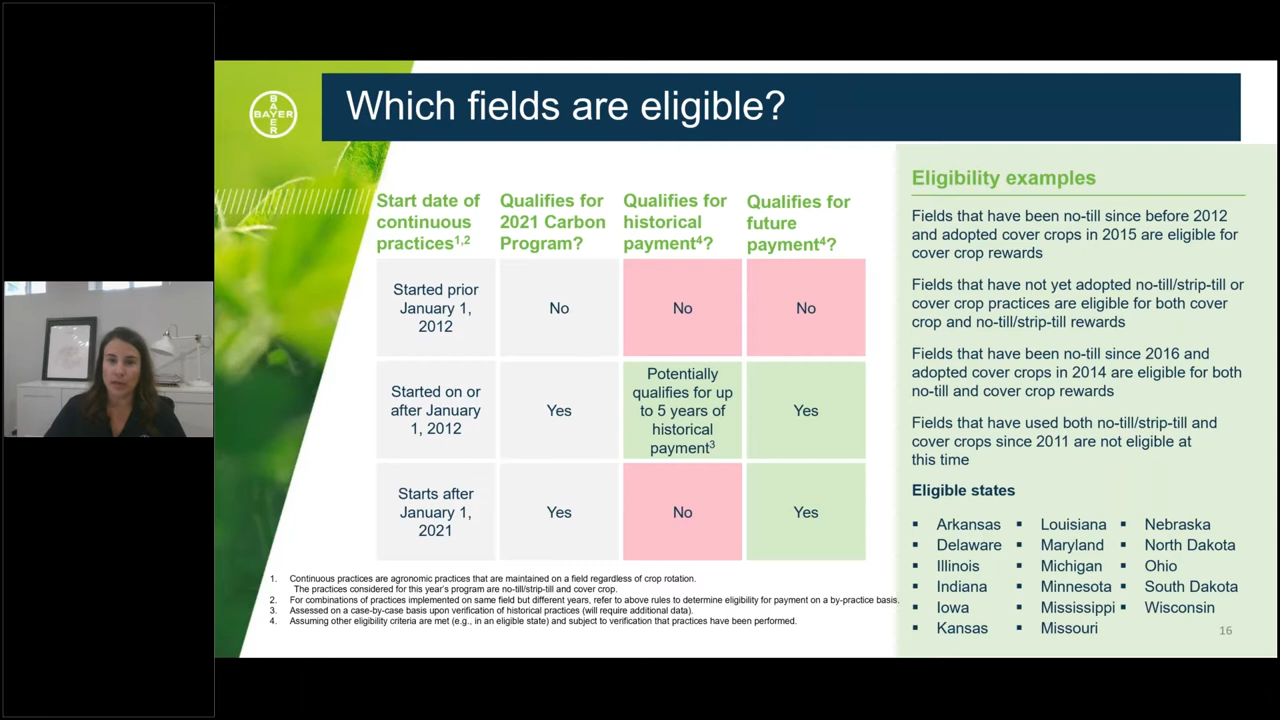 BAYER
BAYER
Which fields are eligible?
Start date of
continuous
practices1,2
Qualifies for
2021 Carbon
Program?
Qualifies for
historical
payment4?
Qualifies for
future
payment4?
Started prior
January 1,
2012
No
No
No
Started on or
after January
1, 2012
Yes
Potentially
qualifies for up
to 5 years of
historical
payment3
Yes
Starts after
January 1,
2021
Yes
No
Yes
1. Continuous practices are agronomic practices that are maintained on a field regardless of crop rotation.
The practices considered for this year's program are no-till/strip-till and cover crop.
2. For combinations of practices implemented on same field but different years, refer to above rules to determine eligibility for payment on a by-practice basis.
3. Assessed on a case-by-case basis upon verification of historical practices (will require additional data).
4. Assuming other eligibility criteria are met (e.g., in an eligible state) and subject to verification that practices have been performed.
Eligibility examples
Fields that have been no-till since before 2012
and adopted cover crops in 2015 are eligible for
cover crop rewards
Fields that have not yet adopted no-till/strip-till or
cover crop practices are eligible for both cover
crop and no-till/strip-till rewards
Fields that have been no-till since 2016 and
adopted cover crops in 2014 are eligible for both
no-till and cover crop rewards
Fields that have used both no-till/strip-till and
cover crops since 2011 are not eligible at
this time
Eligible states
▪ Arkansas ▪ Louisiana ▪ Nebraska
▪ Delaware ▪ Maryland ▪ North Dakota
▪ Illinois ▪ Michigan ▪ Ohio
▪ Indiana ▪ Minnesota ▪ South Dakota
▪ Iowa ▪ Mississippi ▪ Wisconsin
▪ Kansas ▪ Missouri
16